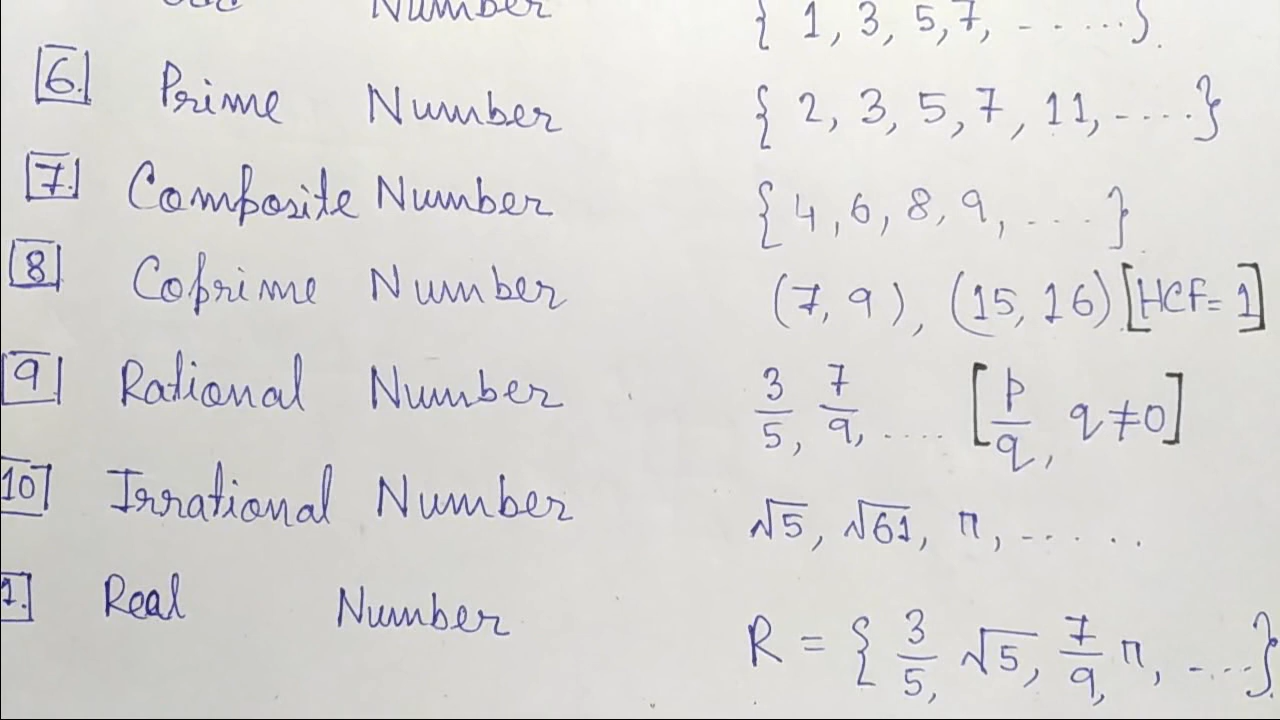 Number { 1, 3, 5, 7, - - ....}.
6. Prime Number { 2, 3, 5, 7, 11, - ....}
7. Composite Number { 4, 6, 8, 9, .... }
8 Coprime Number (7, 9), (15, 16) [HCF= 1]
9 Rational Number 3/5, 7/9, .... [p/q, q≠0]
10 Irrational Number √5, √61, π, ......
1. Real Number R = { 3/5, √5, 7/9, π, ....}